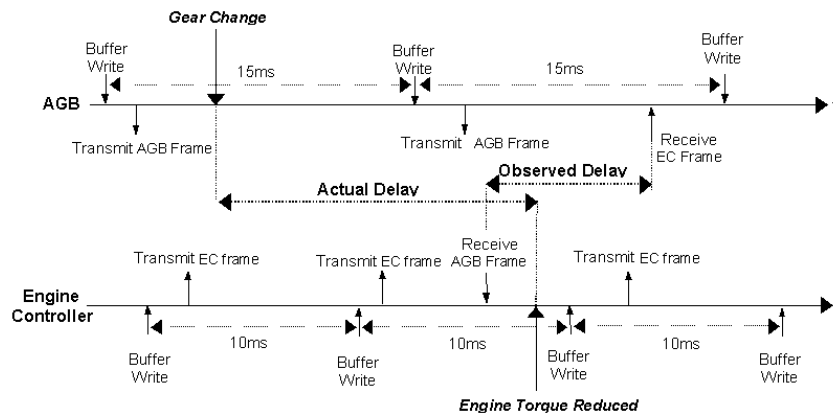 Gear Change
Buffer
Write
15ms
Buffer
Write
15ms
Buffer
Write
AGB
Transmit AGB Frame
Transmit AGB Frame
Receive
EC Frame
Observed Delay
Actual Delay
Transmit EC frame
Transmit EC frame
Receive
AGB Frame
Transmit EC frame
Engine
Controller
10ms
10ms
10ms
Buffer
Write
Buffer
Write
Buffer
Write
Buffer
Write
Engine Torque Reduced